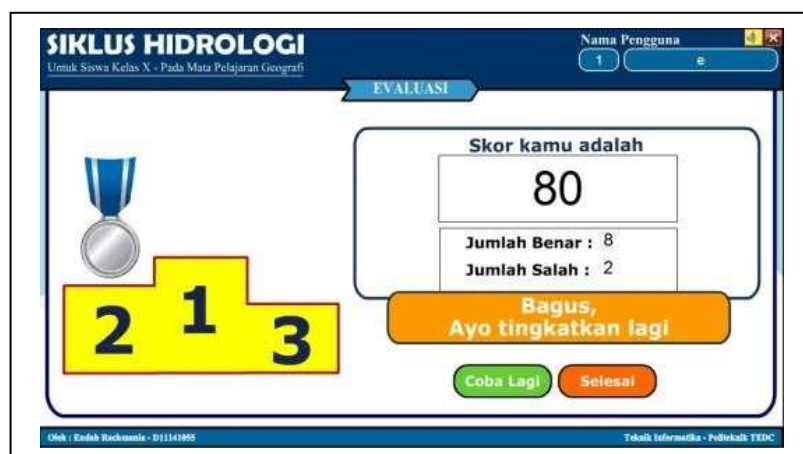 SIKLUS HIDROLOGI
Untuk Siswa Kelas X - Pada Mata Pelajaran Geografi
Nama Pengguna
1 e
EVALUASI
Skor kamu adalah
80
Jumlah Benar : 8
Jumlah Salah : 2
Bagus,
Ayo tingkatkan lagi
2 1 3
Coba Lagi Selesai
Oleh : Endah Rachmania - D11141055
Teknik Informatika - Politeknik TEDC